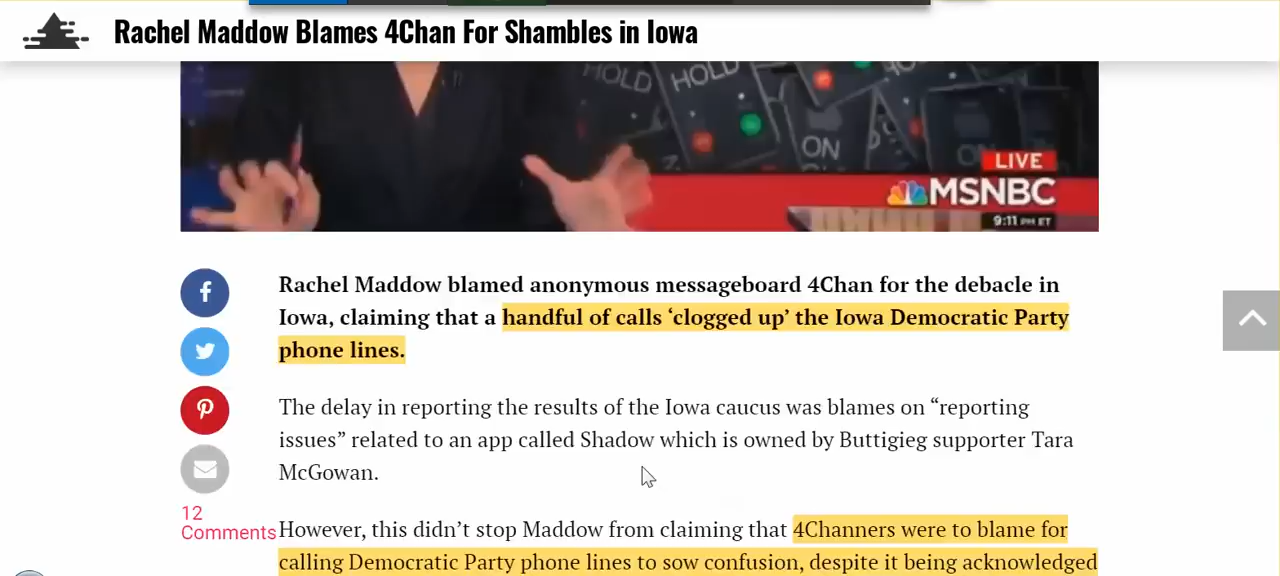 Rachel Maddow Blames 4Chan For Shambles in Iowa
HOLD
HOLD
ON
ON
LIVE
MSNBC
9:11 PM ET
Rachel Maddow blamed anonymous messageboard 4Chan for the debacle in
Iowa, claiming that a handful of calls ‘clogged up’ the Iowa Democratic Party
phone lines.
The delay in reporting the results of the Iowa caucus was blames on “reporting
issues” related to an app called Shadow which is owned by Buttigieg supporter Tara
McGowan.
12
Comments
However, this didn’t stop Maddow from claiming that 4Channers were to blame for
calling Democratic Party phone lines to sow confusion, despite it being acknowledged